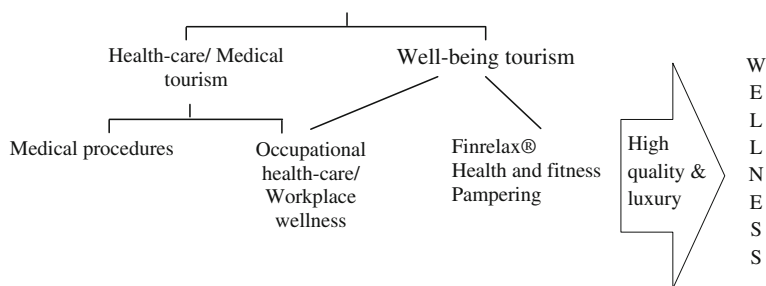 Health-care/ Medical
tourism
Well-being tourism
Medical procedures
Occupational
health-care/
Workplace
wellness
Finrelax®
Health and fitness
Pampering
High
quality &
luxury
W
E
L
L
N
E
S
S